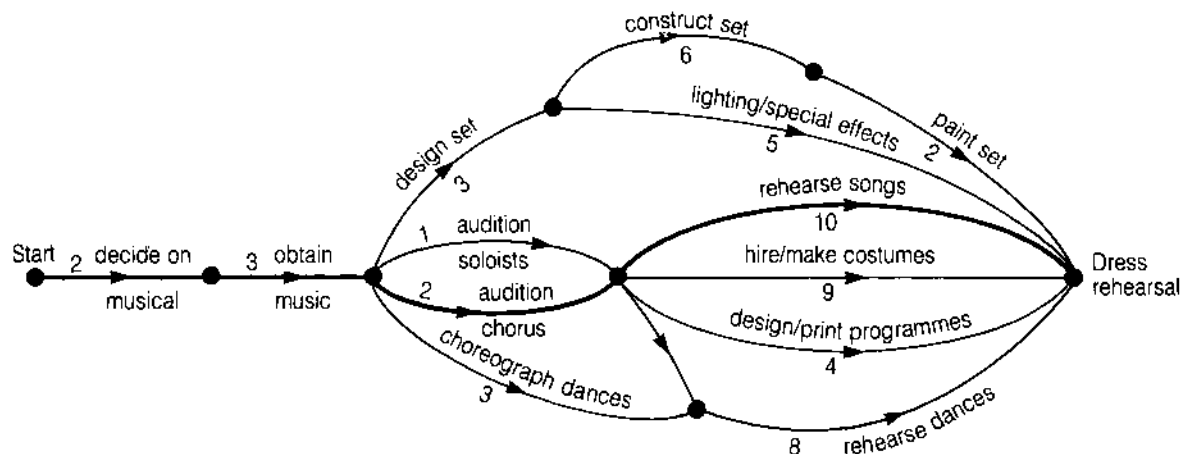 construct set
6
lighting/special effects
5
paint set
2
design set
3
rehearse songs
10
Start
2 decide on
musical
3 obtain
music
1 audition
soloists
2 audition
chorus
hire/make costumes
9
Dress
rehearsal
design/print programmes
4
choreograph dances
3
8 rehearse dances